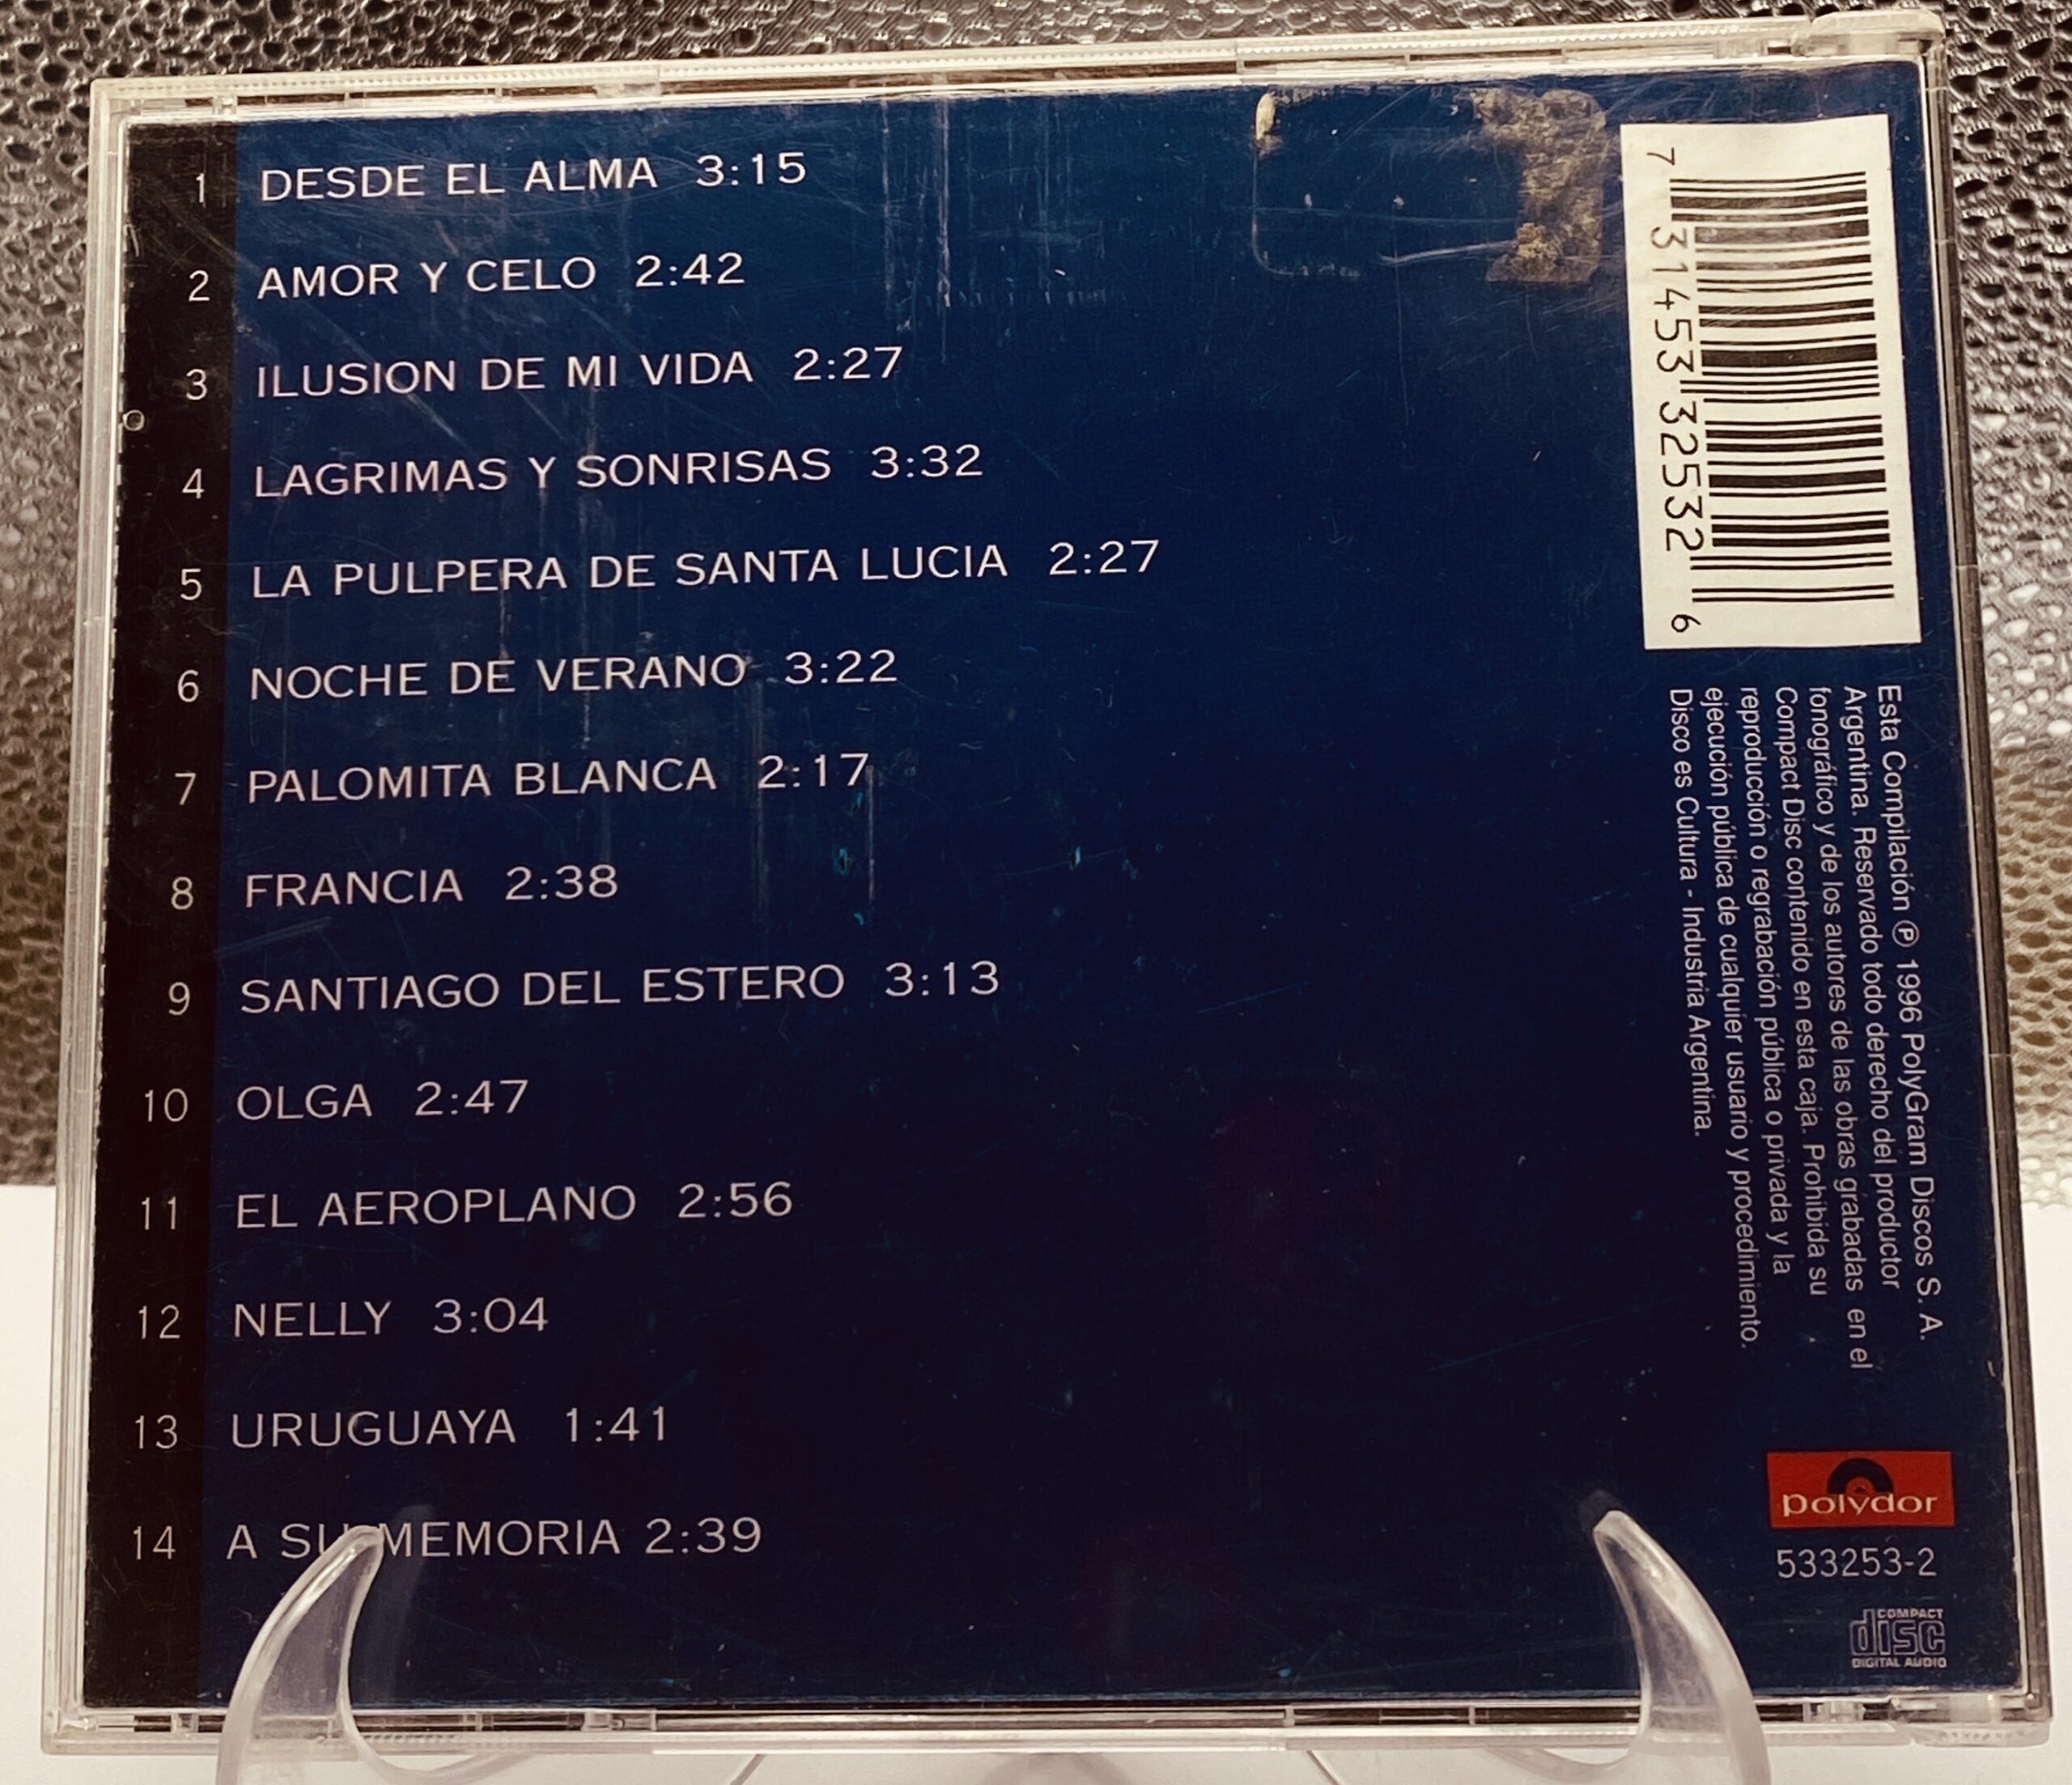 1 DESDE EL ALMA 3:15
2 AMOR Y CELO 2:42
3 ILUSION DE MI VIDA 2:27
4 LAGRIMAS Y SONRISAS 3:32
5 LA PULPERA DE SANTA LUCIA 2:27
6 NOCHE DE VERANO 3:22
7 PALOMITA BLANCA 2:17
8 FRANCIA 2:38
9 SANTIAGO DEL ESTERO 3:13
10 OLGA 2:47
11 EL AEROPLANO 2:56
12 NELLY 3:04
13 URUGUAYA 1:41
14 A SU MEMORIA 2:39
7 31453 32532 6
Esta Compilación ℗ 1996 PolyGram Discos S. A.
Argentina. Reservado todo derecho del productor
fonográfico y de los autores de las obras grabadas en el
Compact Disc contenido en esta caja. Prohibida su
reproducción o regrabación pública o privada y la
ejecución pública de cualquier usuario y procedimiento.
Disco es Cultura - Industria Argentina.
polydor
533253-2
COMPACT
disc
DIGITAL AUDIO